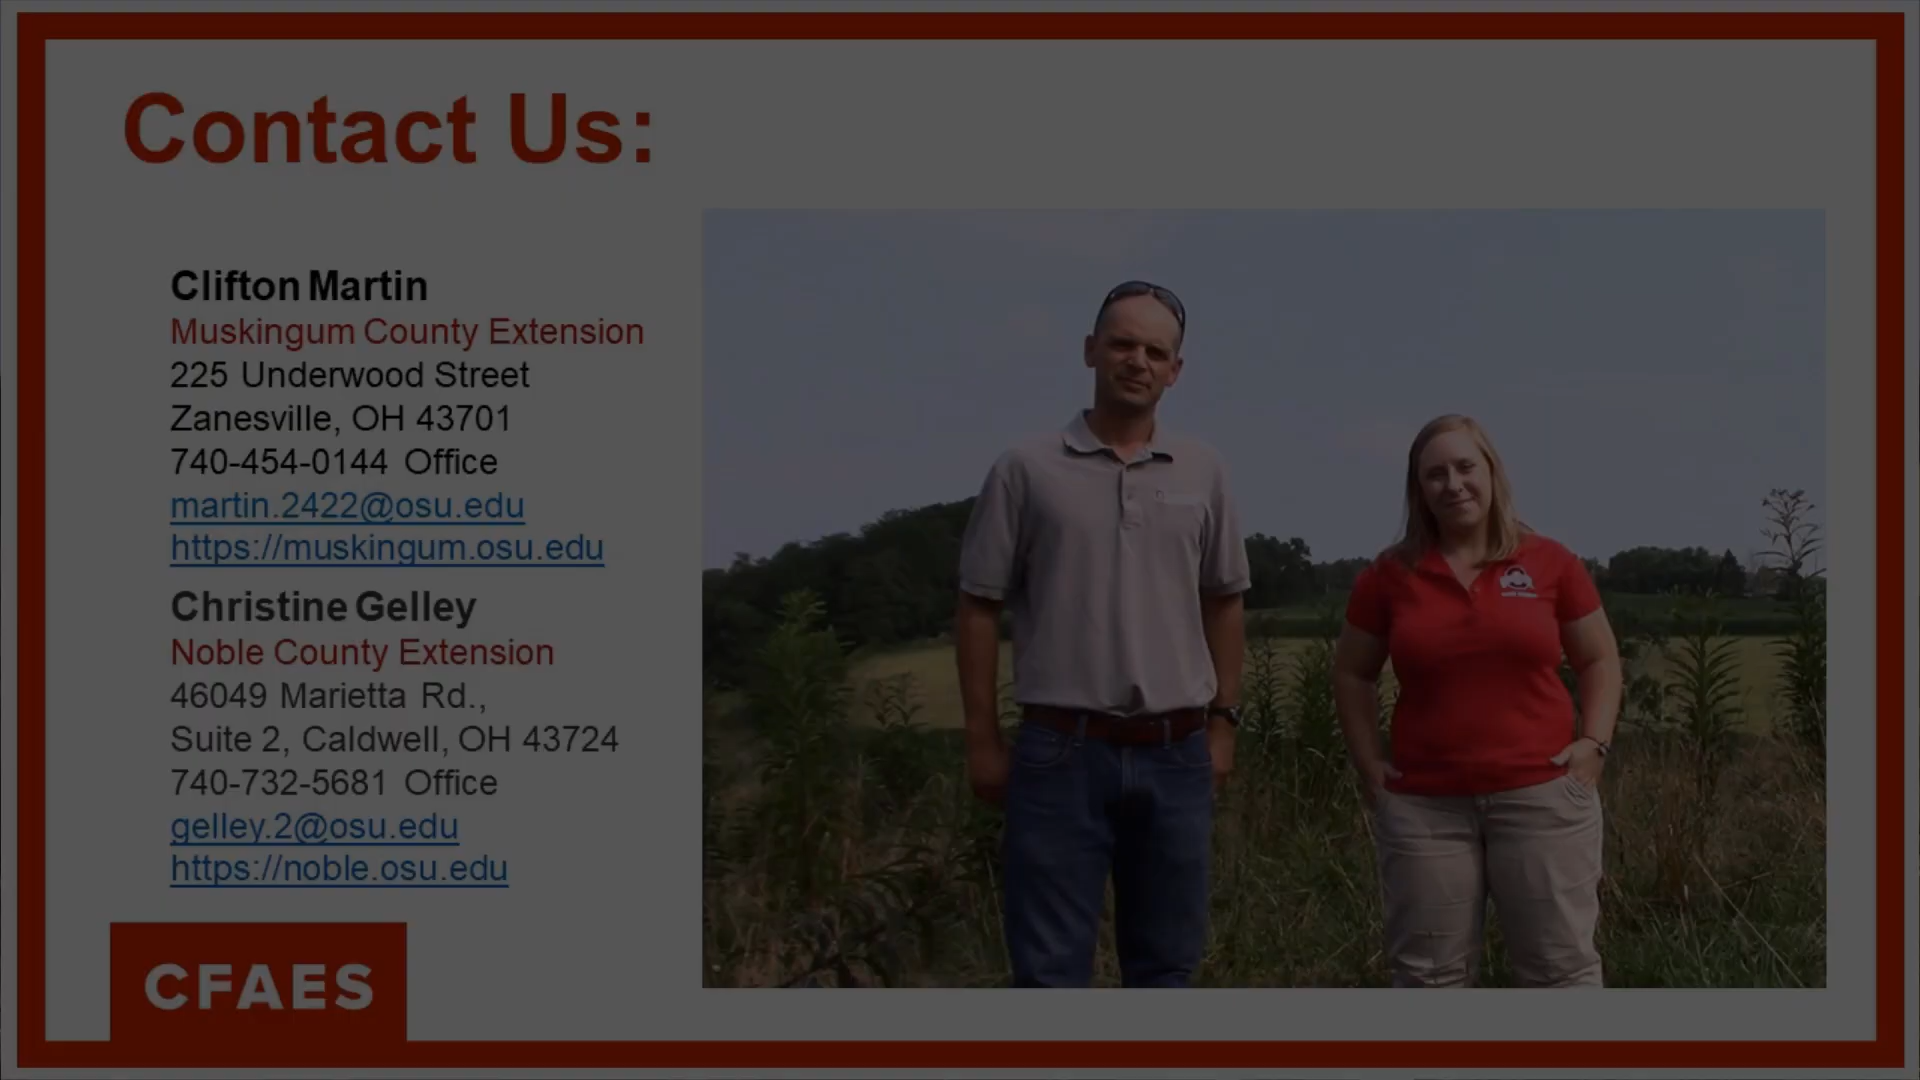 Contact Us:
Clifton Martin
Muskingum County Extension
225 Underwood Street
Zanesville, OH 43701
740-454-0144 Office
martin.2422@osu.edu
https://muskingum.osu.edu
Christine Gelley
Noble County Extension
46049 Marietta Rd.,
Suite 2, Caldwell, OH 43724
740-732-5681 Office
gelley.2@osu.edu
https://noble.osu.edu
CFAES